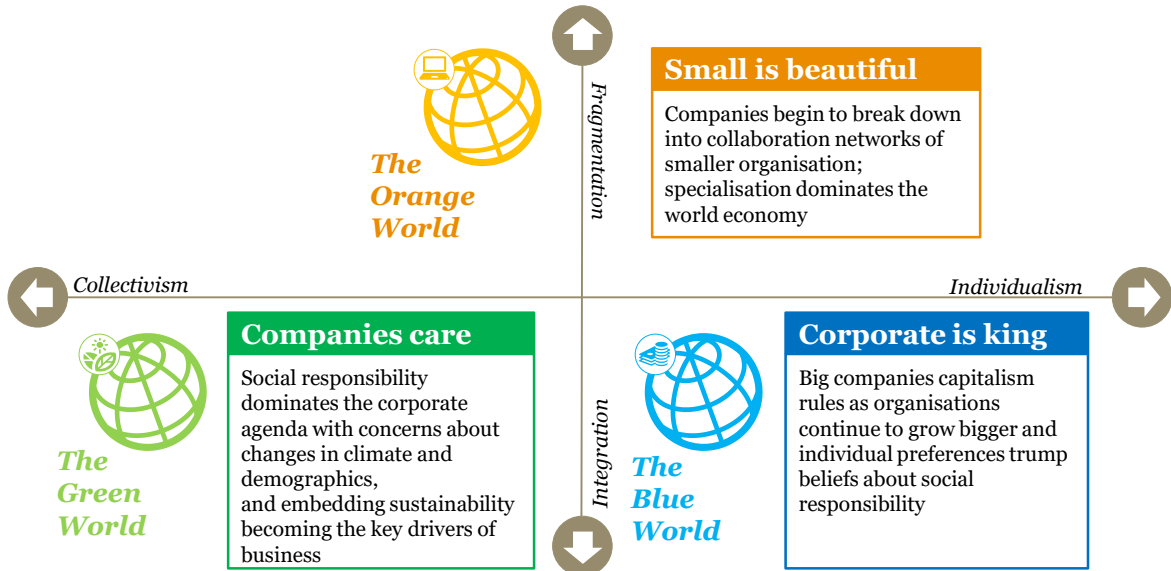 Small is beautiful
Companies begin to break down
into collaboration networks of
smaller organisation;
specialisation dominates the
world economy
Fragmentation
The
Orange
World
Collectivism
Individualism
Companies care
Social responsibility
dominates the corporate
agenda with concerns about
changes in climate and
demographics,
and embedding sustainability
becoming the key drivers of
business
The
Green
World
Integration
Corporate is king
Big companies capitalism
rules as organisations
continue to grow bigger and
individual preferences trump
beliefs about social
responsibility
The
Blue
World